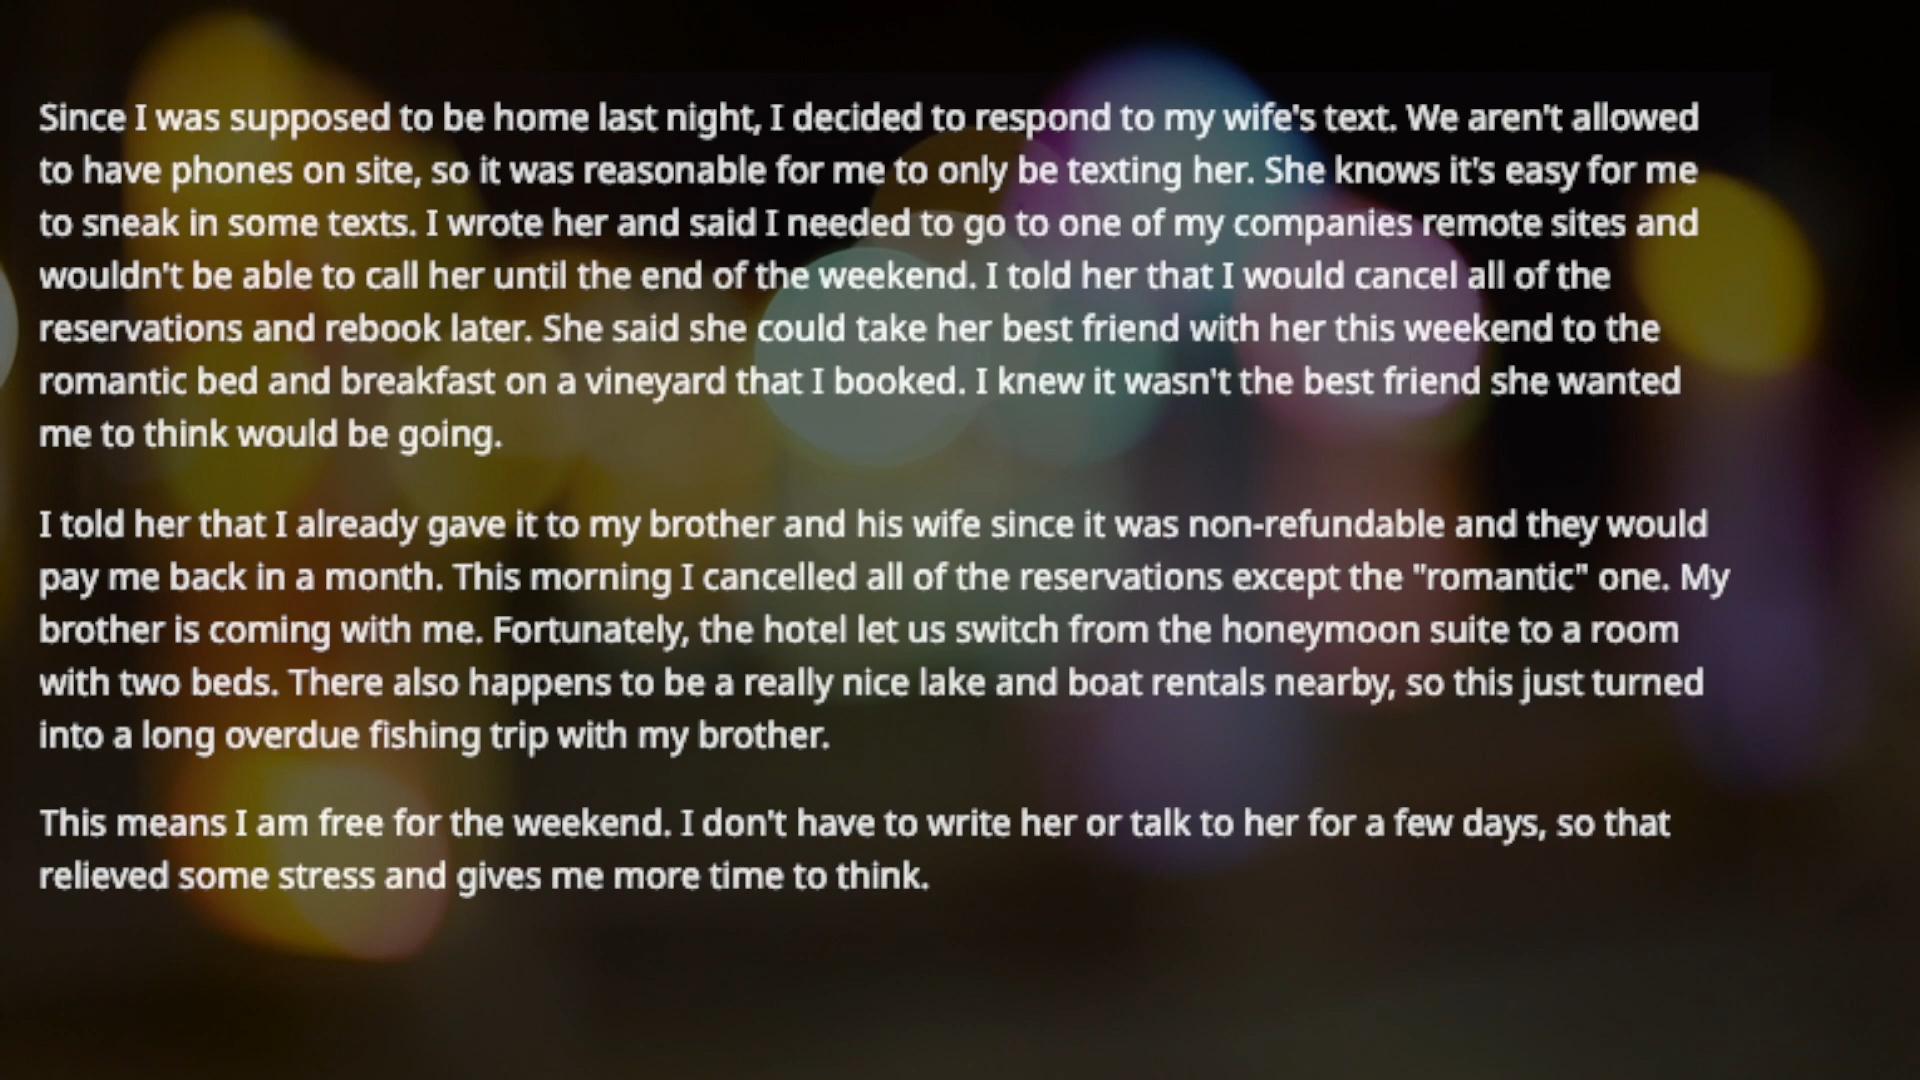 Since I was supposed to be home last night, I decided to respond to my wife's text. We aren't allowed
to have phones on site, so it was reasonable for me to only be texting her. She knows it's easy for me
to sneak in some texts. I wrote her and said I needed to go to one of my companies remote sites and
wouldn't be able to call her until the end of the weekend. I told her that I would cancel all of the
reservations and rebook later. She said she could take her best friend with her this weekend to the
romantic bed and breakfast on a vineyard that I booked. I knew it wasn't the best friend she wanted
me to think would be going.
I told her that I already gave it to my brother and his wife since it was non-refundable and they would
pay me back in a month. This morning I cancelled all of the reservations except the "romantic" one. My
brother is coming with me. Fortunately, the hotel let us switch from the honeymoon suite to a room
with two beds. There also happens to be a really nice lake and boat rentals nearby, so this just turned
into a long overdue fishing trip with my brother.
This means I am free for the weekend. I don't have to write her or talk to her for a few days, so that
relieved some stress and gives me more time to think.